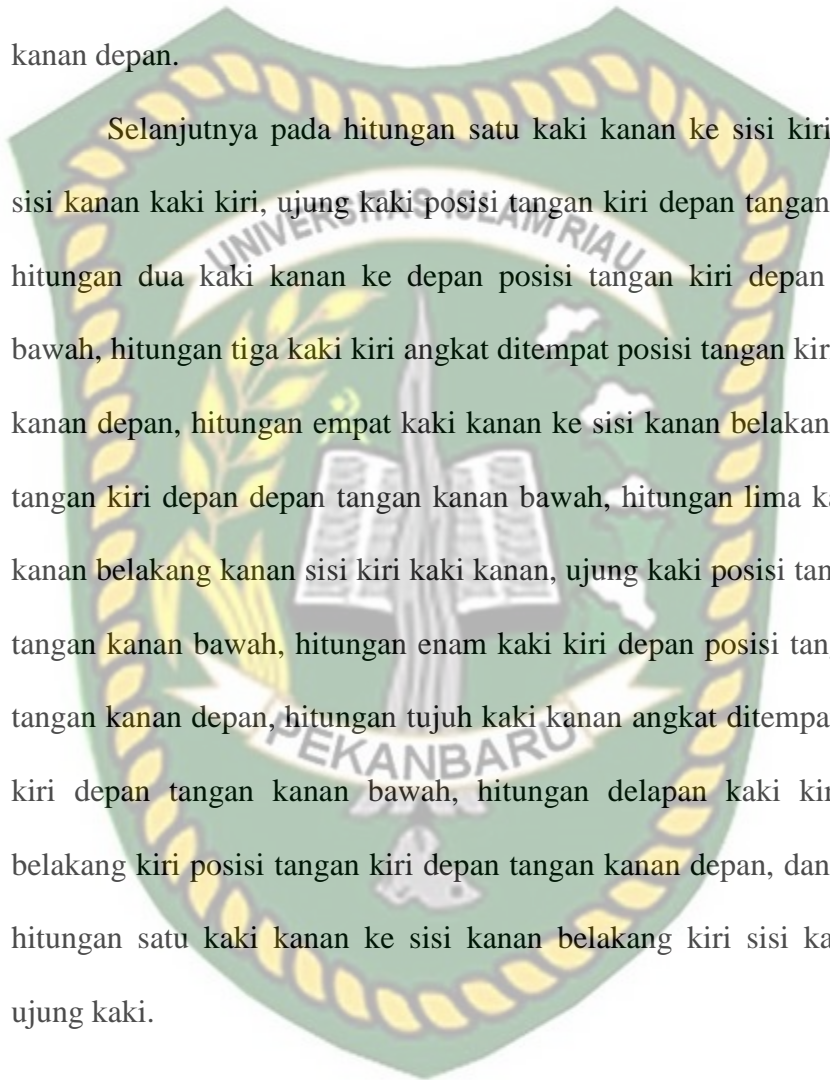 kanan depan.
Selanjutnya pada hitungan satu kaki kanan ke sisi kiri
sisi kanan kaki kiri, ujung kaki posisi tangan kiri depan tangan
UNIVERSITAS ISLAM RIAU
hitungan dua kaki kanan ke depan posisi tangan kiri depan
bawah, hitungan tiga kaki kiri angkat ditempat posisi tangan kir
kanan depan, hitungan empat kaki kanan ke sisi kanan belakan
tangan kiri depan depan tangan kanan bawah, hitungan lima ka
kanan belakang kanan sisi kiri kaki kanan, ujung kaki posisi tan
tangan kanan bawah, hitungan enam kaki kiri depan posisi tan
tangan kanan depan, hitungan tujuh kaki kanan angkat ditempa
PEKANBARU
kiri depan tangan kanan bawah, hitungan delapan kaki kir
belakang kiri posisi tangan kiri depan tangan kanan depan, dan
hitungan satu kaki kanan ke sisi kanan belakang kiri sisi ka
ujung kaki.